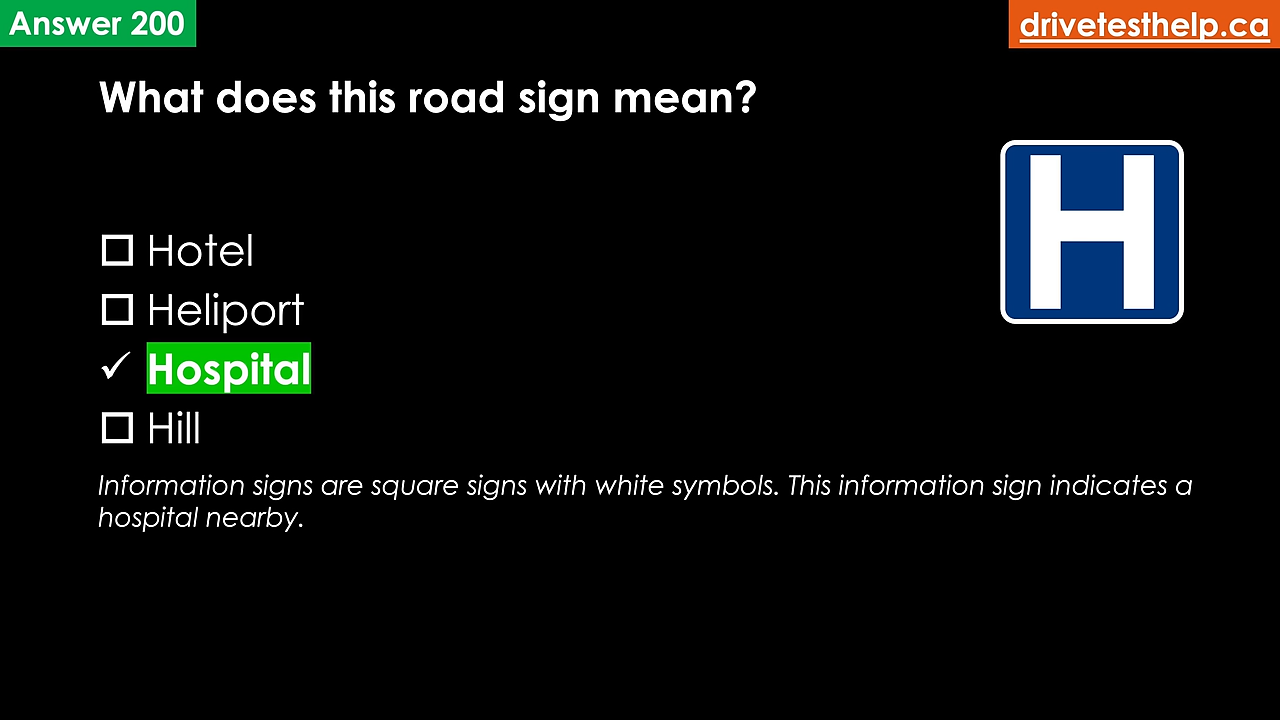 Answer 200
drivetesthelp.ca
What does this road sign mean?
H
Hotel
Heliport
Hospital
Hill
Information signs are square signs with white symbols. This information sign indicates a
hospital nearby.